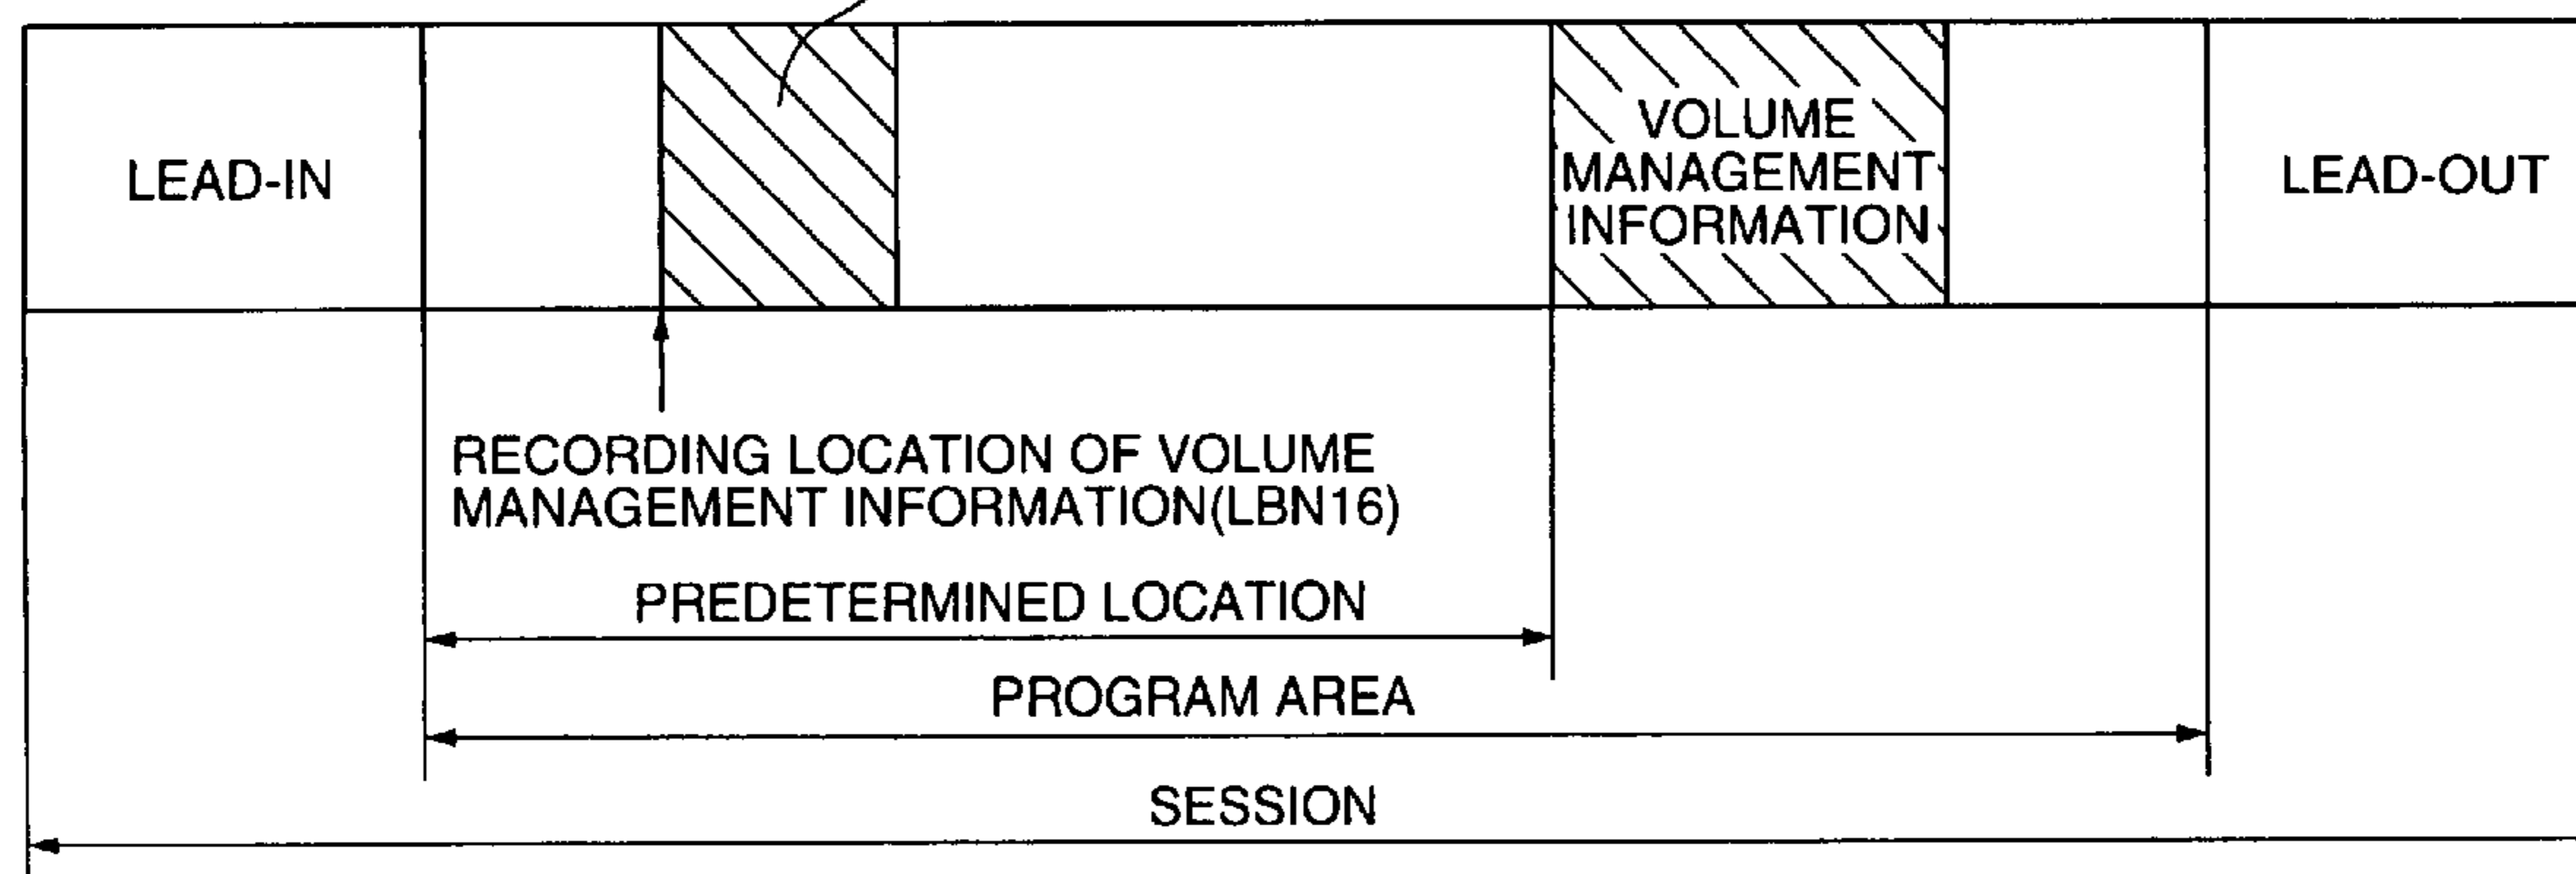 LEAD-IN
VOLUME
MANAGEMENT
INFORMATION
LEAD-OUT
RECORDING LOCATION OF VOLUME
MANAGEMENT INFORMATION(LBN16)
PREDETERMINED LOCATION
PROGRAM AREA
SESSION